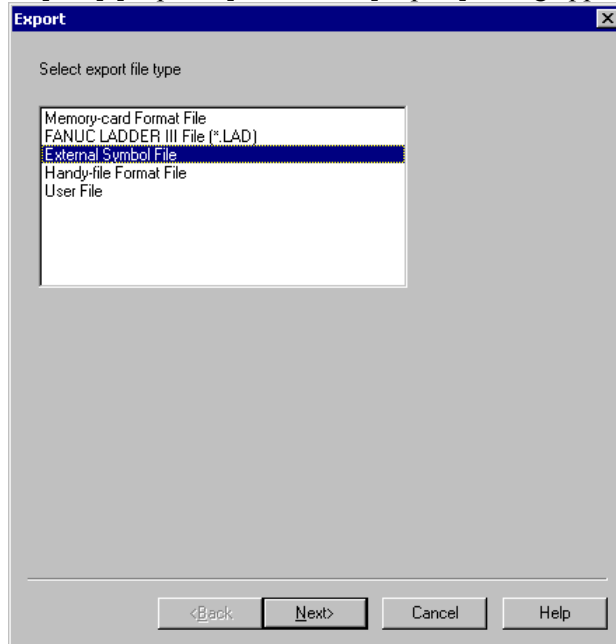 Export
Select export file type
Memory-card Format File
FANUC LADDER III File (*.LAD)
External Symbol File
Handy-file Format File
User File
<Back Next> Cancel Help